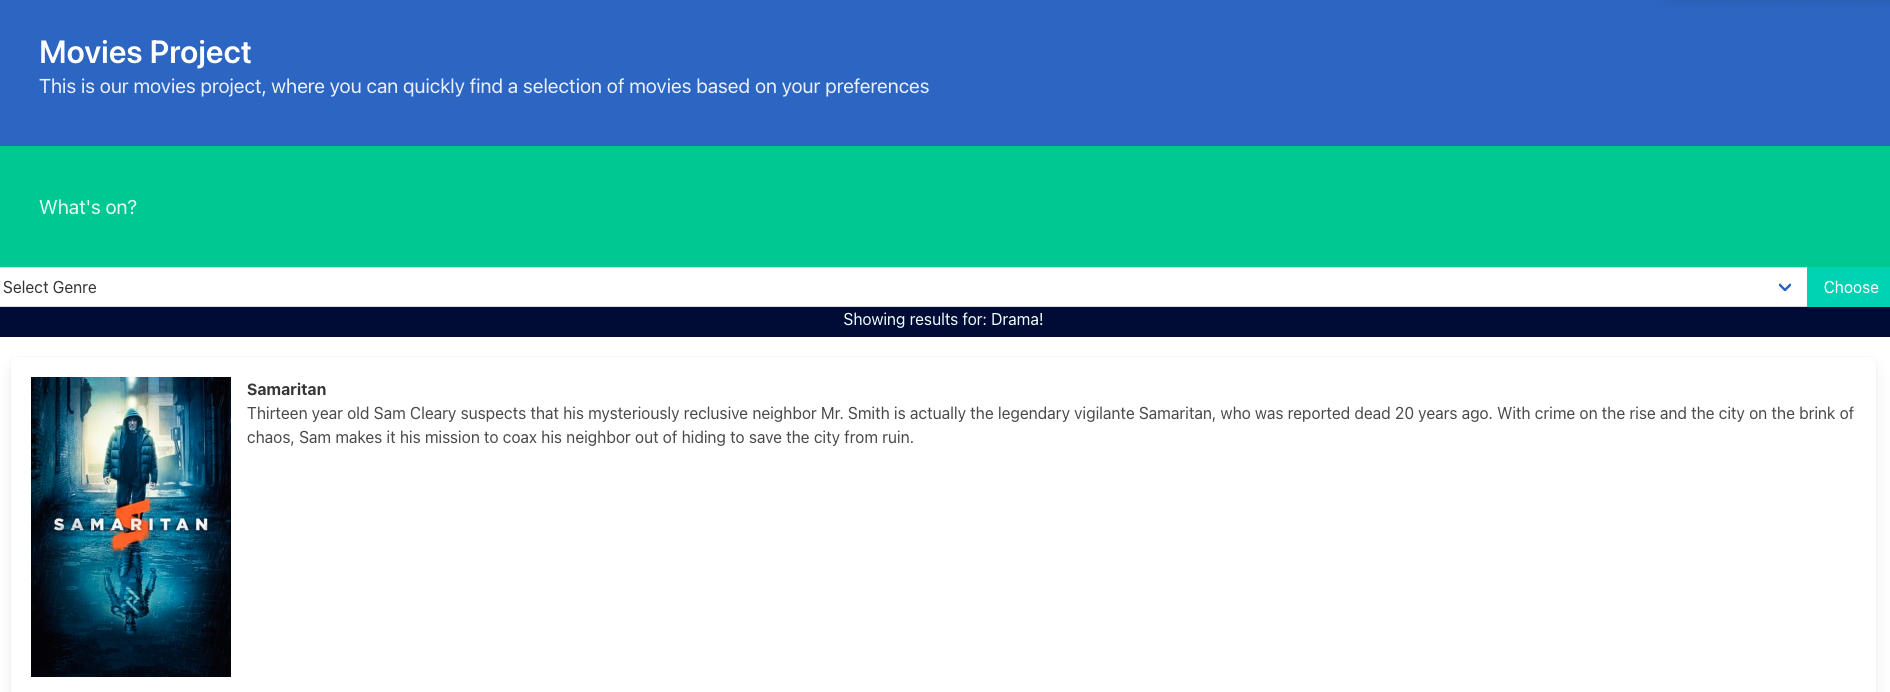 Movies Project
This is our movies project, where you can quickly find a selection of movies based on your preferences
What's on?
Select Genre
Choose
Showing results for: Drama!
Samaritan
Thirteen year old Sam Cleary suspects that his mysteriously reclusive neighbor Mr. Smith is actually the legendary vigilante Samaritan, who was reported dead 20 years ago. With crime on the rise and the city on the brink of
chaos, Sam makes it his mission to coax his neighbor out of hiding to save the city from ruin.
SAMARITAN